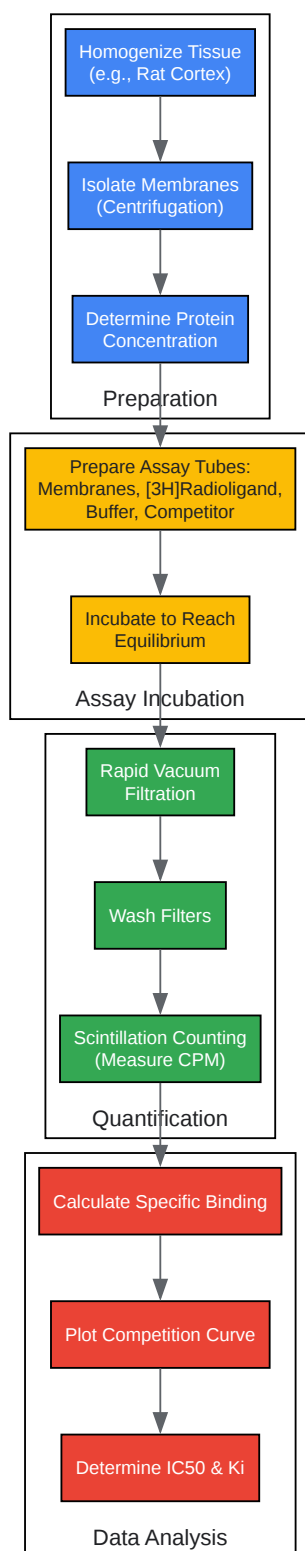 Homogenize Tissue
(e.g., Rat Cortex)
Isolate Membranes
(Centrifugation)
Determine Protein
Concentration
Preparation
Prepare Assay Tubes:
Membranes, [3H]Radioligand,
Buffer, Competitor
Incubate to Reach
Equilibrium
Assay Incubation
Rapid Vacuum
Filtration
Wash Filters
Scintillation Counting
(Measure CPM)
Quantification
Calculate Specific Binding
Plot Competition Curve
Determine IC50 & Ki
Data Analysis